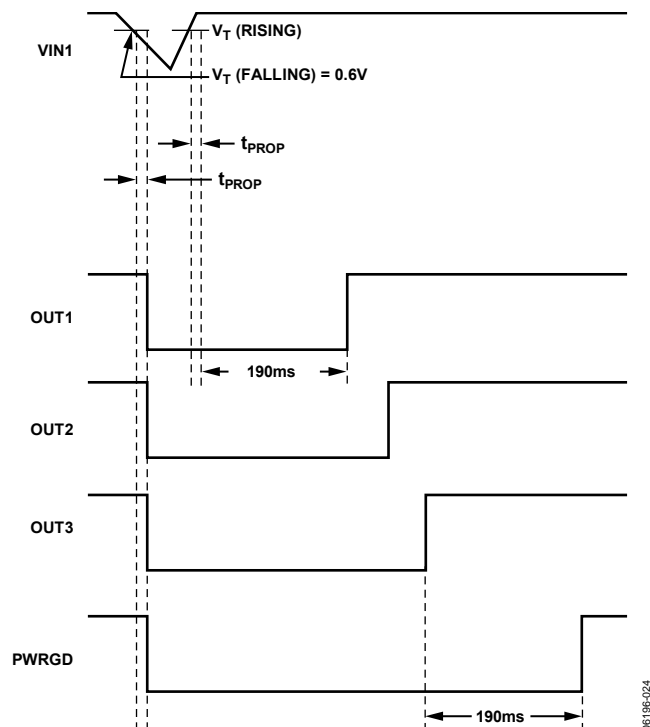 VIN1
V_T (RISING)
V_T (FALLING) = 0.6V
t_PROP
t_PROP
OUT1
190ms
OUT2
OUT3
PWRGD
190ms
06196-024